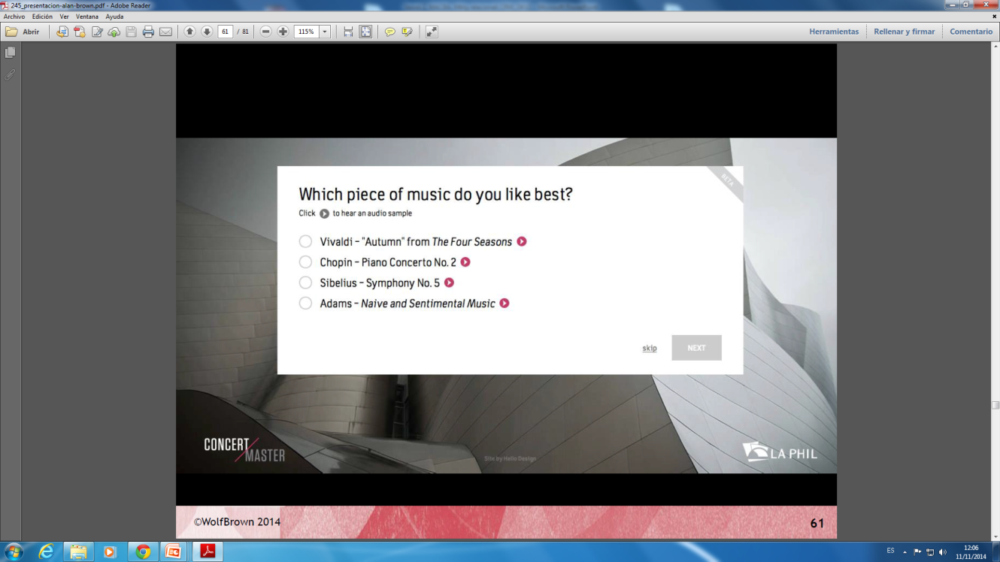 245_presentacion-alan-brown.pdf - Adobe Reader
Archivo Edición Ver Ventana Ayuda
Abrir 61 / 81 115% Herramientas Rellenar y firmar Comentario
BETA
Which piece of music do you like best?
Click to hear an audio sample
Vivaldi – "Autumn" from The Four Seasons
Chopin – Piano Concerto No. 2
Sibelius – Symphony No. 5
Adams – Naive and Sentimental Music
skip NEXT
CONCERT
MASTER
Site by Hello Design
LA PHIL
©WolfBrown 2014 61
ES 12:06
11/11/2014